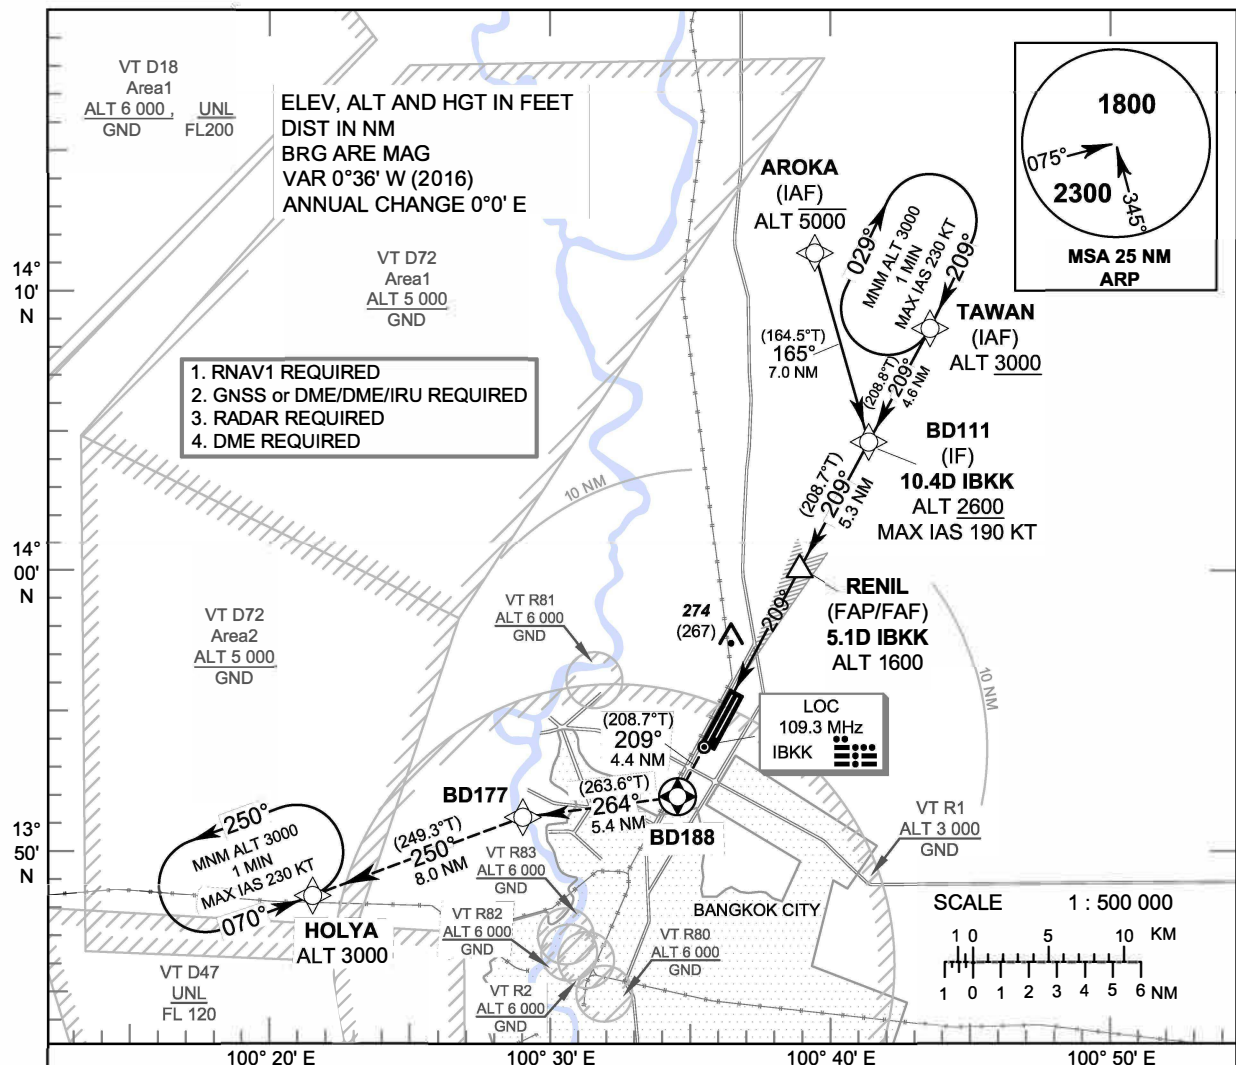 VT D18
Area1
ALT 6 000 , UNL
GND FL200
ELEV, ALT AND HGT IN FEET
DIST IN NM
BRG ARE MAG
VAR 0°36' W (2016)
ANNUAL CHANGE 0°0' E
1800
075°
2300
345°
MSA 25 NM
ARP
AROKA
(IAF)
ALT 5000
029°
MNM ALT 3000
1 MIN
MAX IAS 230 KT
209°
TAWAN
(IAF)
ALT 3000
VT D72
Area1
ALT 5 000
GND
14°
10'
N
(164.5°T)
165°
7.0 NM
(208.8°T)
209°
4.6 NM
1. RNAV1 REQUIRED
2. GNSS or DME/DME/IRU REQUIRED
3. RADAR REQUIRED
4. DME REQUIRED
BD111
(IF)
10.4D IBKK
ALT 2600
MAX IAS 190 KT
(208.7°T)
209°
5.3 NM
10 NM
14°
00'
N
RENIL
(FAP/FAF)
5.1D IBKK
ALT 1600
209°
274
(267)
VT R81
ALT 6 000
GND
VT D72
Area2
ALT 5 000
GND
10 NM
LOC
109.3 MHz
IBKK
(208.7°T)
209°
4.4 NM
(263.6°T)
264°
5.4 NM
BD188
BD177
(249.3°T)
250°
8.0 NM
250°
MNM ALT 3000
1 MIN
MAX IAS 230 KT
070°
HOLYA
ALT 3000
13°
50'
N
VT R1
ALT 3 000
GND
VT R83
ALT 6 000
GND
VT R82
ALT 6 000
GND
BANGKOK CITY
VT R80
ALT 6 000
GND
VT R2
ALT 6 000
GND
VT D47
UNL
FL 120
SCALE 1 : 500 000
1 0 5 10 KM
1 0 1 2 3 4 5 6 NM
100° 20' E 100° 30' E 100° 40' E 100° 50' E